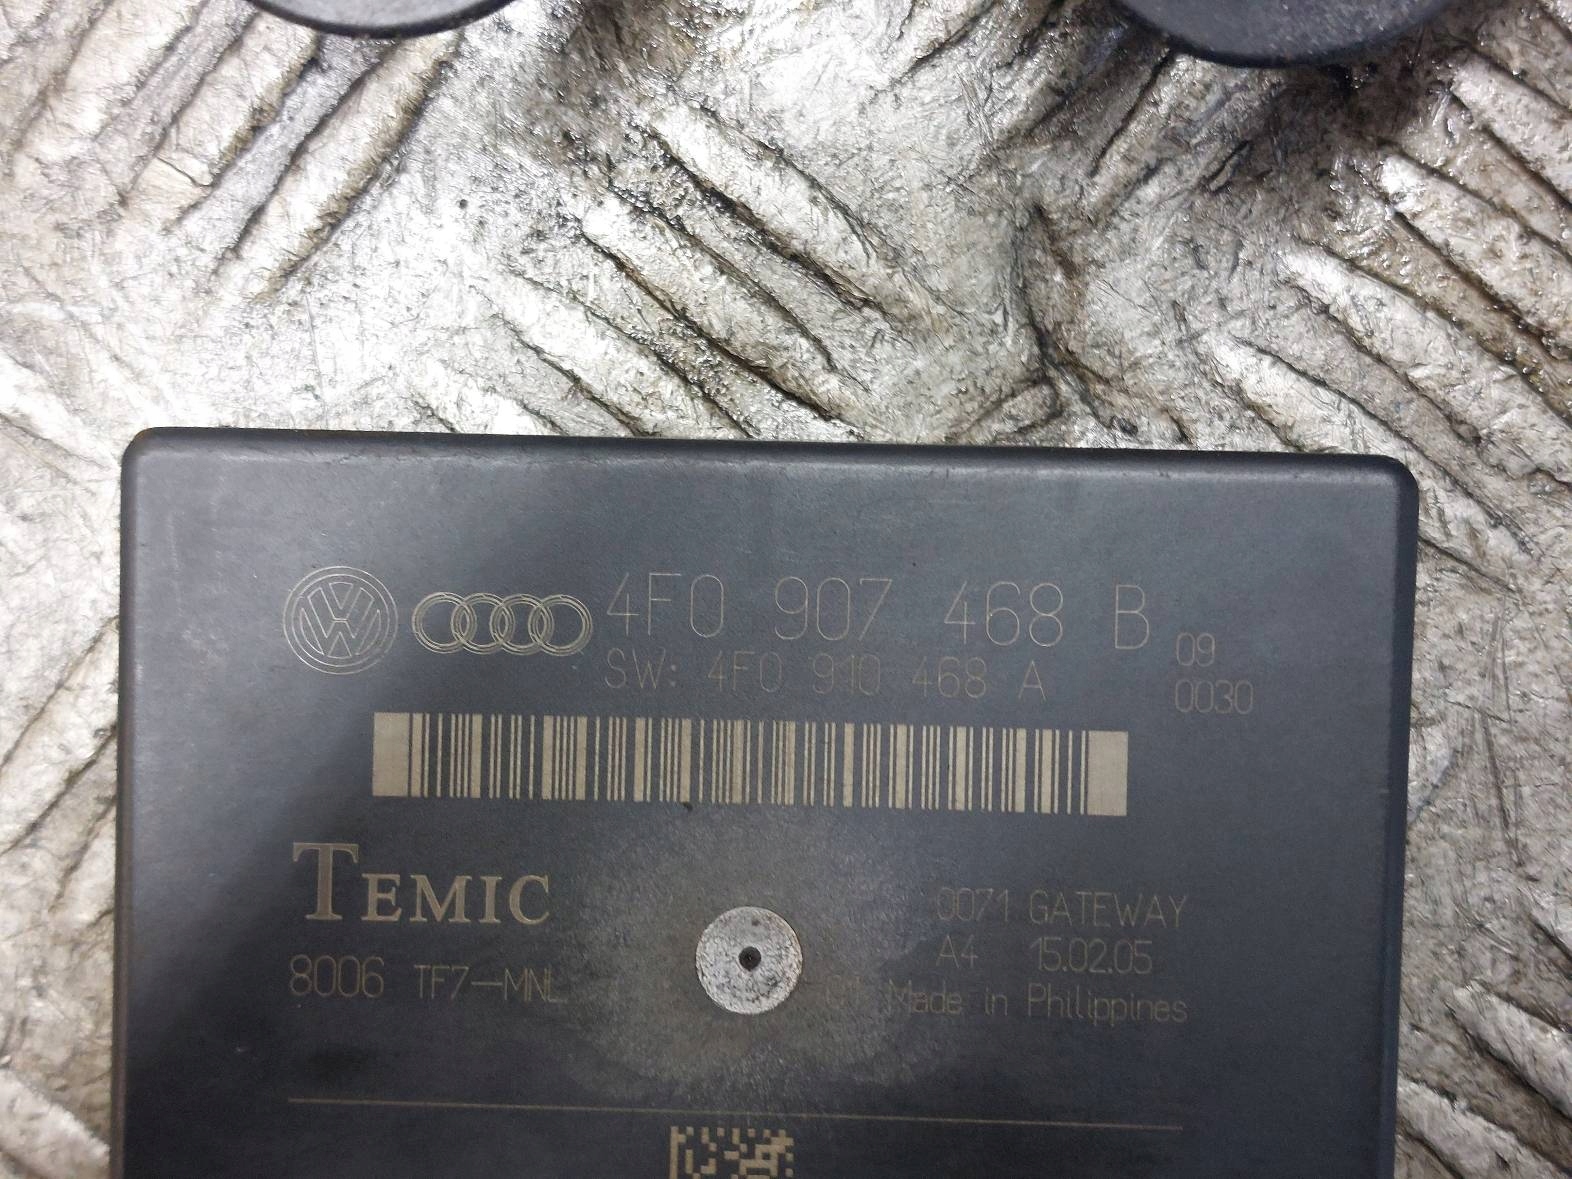 4F0 907 468 B
09
SW: 4F0 910 468 A
0030
TEMIC
0071 GATEWAY
A4 15.02.05
8006 TF7-MNL
Made in Philippines